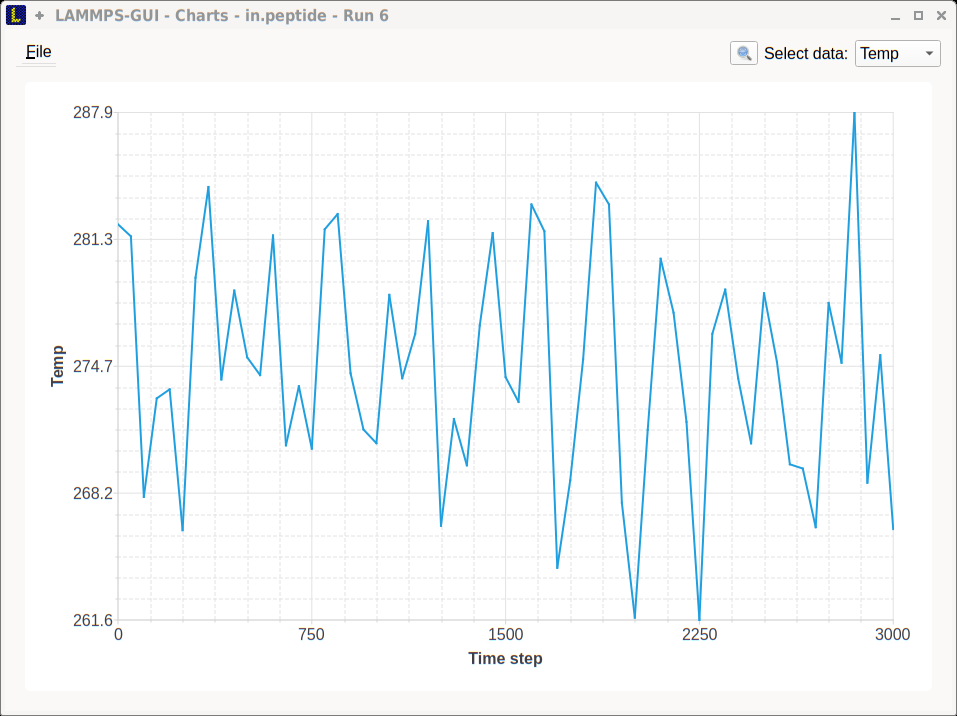 LAMMPS-GUI - Charts - in.peptide - Run 6
File
Select data: Temp
287.9
281.3
274.7
268.2
261.6
Temp
0 750 1500 2250 3000
Time step